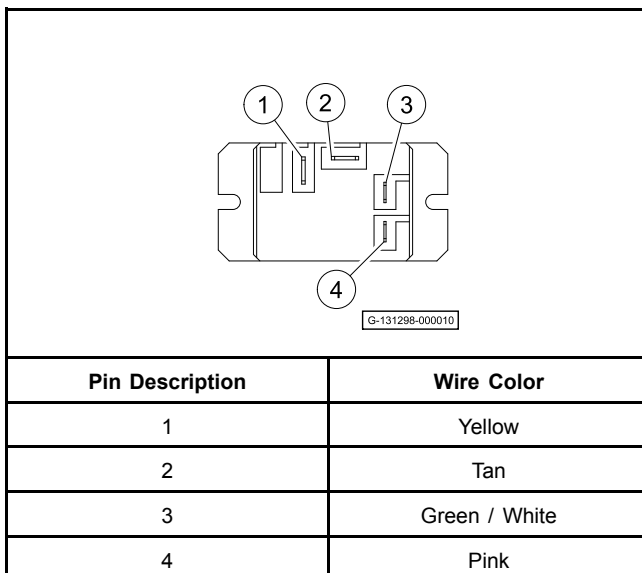 1 2 3
4
G-131298-000010
Pin Description Wire Color
1 Yellow
2 Tan
3 Green / White
4 Pink